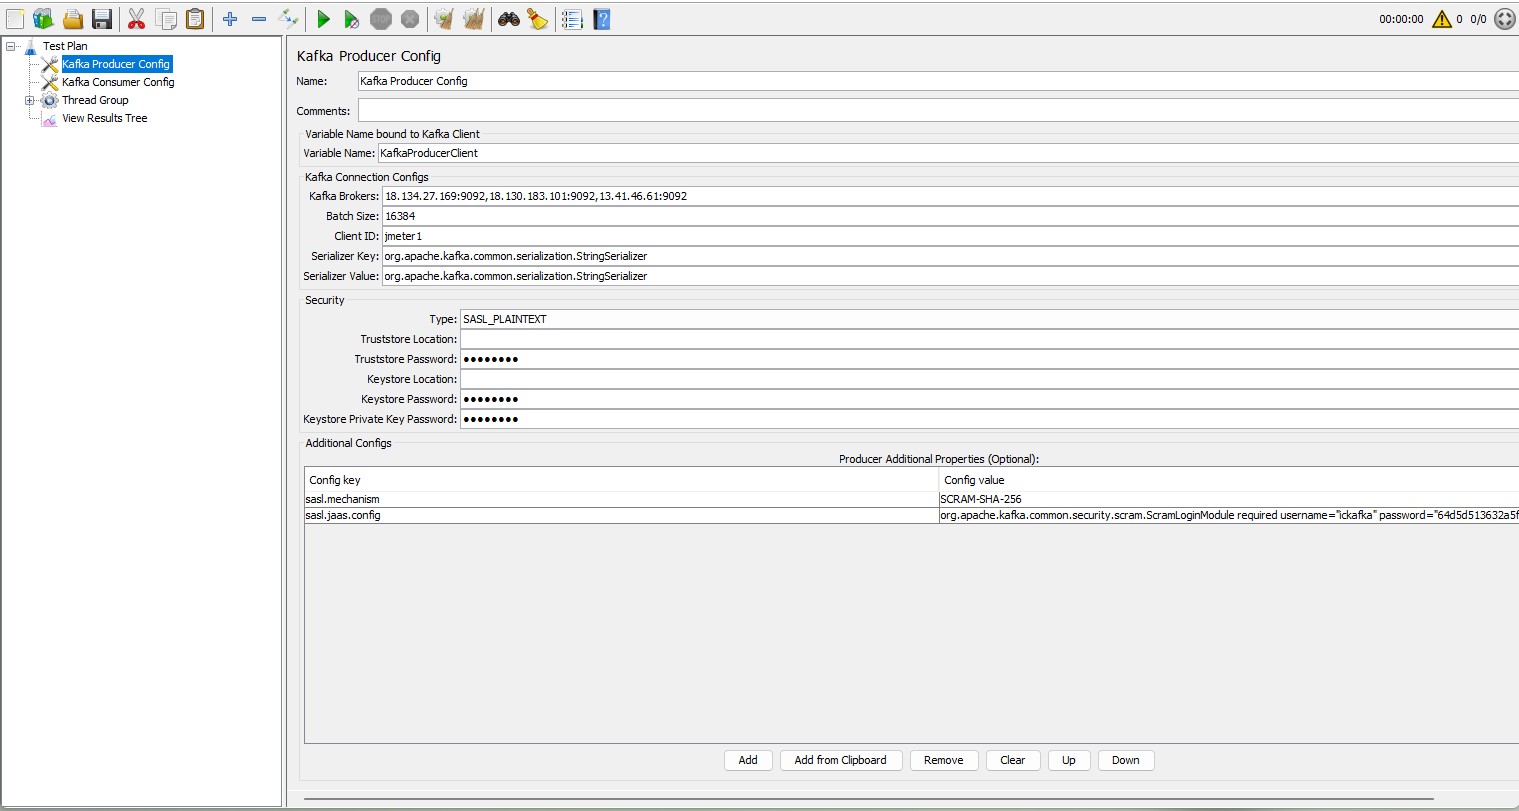 00:00:00 0 0/0
Test Plan
Kafka Producer Config
Kafka Consumer Config
Thread Group
View Results Tree
Kafka Producer Config
Name: Kafka Producer Config
Comments:
Variable Name bound to Kafka Client
Variable Name: KafkaProducerClient
Kafka Connection Configs
Kafka Brokers: 18.134.27.169:9092,18.130.183.101:9092,13.41.46.61:9092
Batch Size: 16384
Client ID: jmeter1
Serializer Key: org.apache.kafka.common.serialization.StringSerializer
Serializer Value: org.apache.kafka.common.serialization.StringSerializer
Security
Type: SASL_PLAINTEXT
Truststore Location:
Truststore Password: ●●●●●●●●
Keystore Location:
Keystore Password: ●●●●●●●●
Keystore Private Key Password: ●●●●●●●●
Additional Configs
Producer Additional Properties (Optional):
Config key Config value
sasl.mechanism SCRAM-SHA-256
sasl.jaas.config org.apache.kafka.common.security.scram.ScramLoginModule required username="ickafka" password="64d5d513632a5f
Add Add from Clipboard Remove Clear Up Down